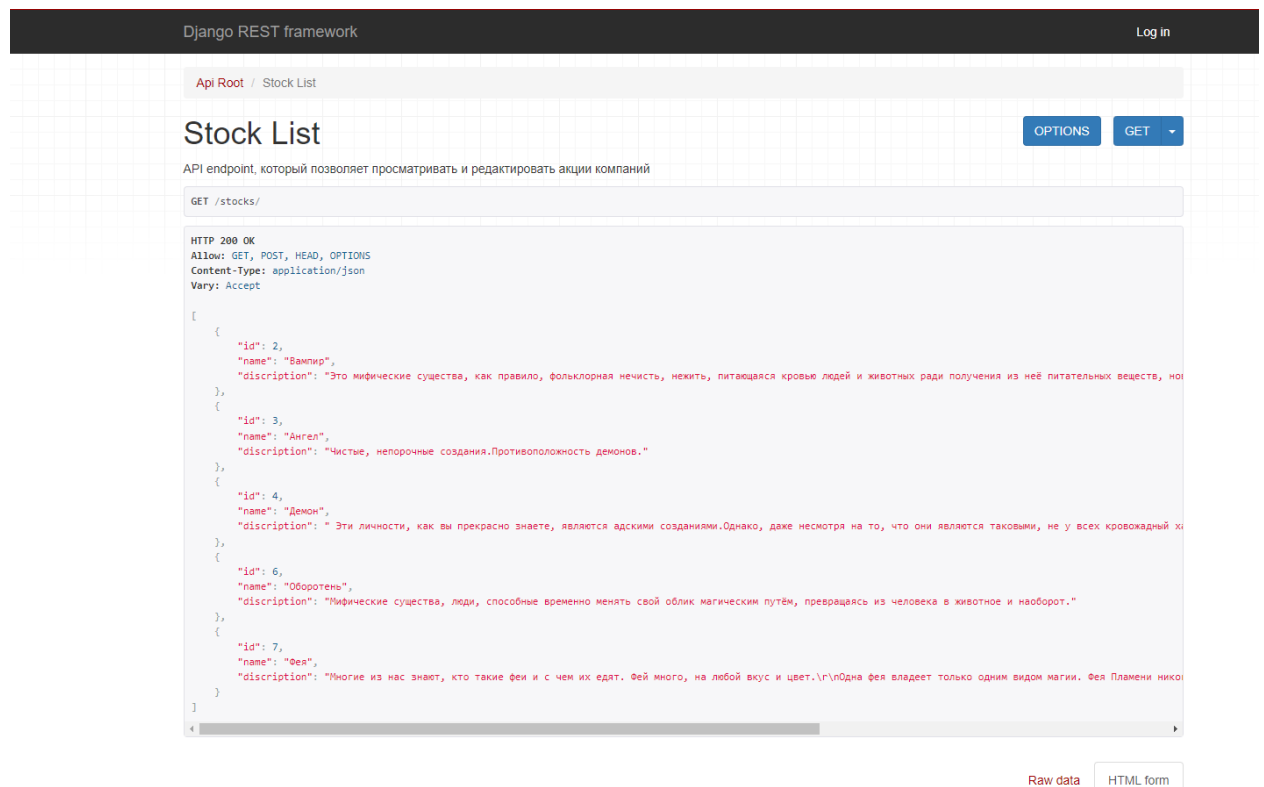 Django REST framework
Log in
Api Root / Stock List
Stock List
OPTIONS
GET
API endpoint, который позволяет просматривать и редактировать акции компаний
GET /stocks/
HTTP 200 OK
Allow: GET, POST, HEAD, OPTIONS
Content-Type: application/json
Vary: Accept
[
    {
        "id": 2,
        "name": "Вампир",
        "discription": "Это мифические существа, как правило, фольклорная нечисть, нежить, питающаяся кровью людей и животных ради получения из неё питательных веществ,
    },
    {
        "id": 3,
        "name": "Ангел",
        "discription": "Чистые, непорочные создания.Противоположность демонов."
    },
    {
        "id": 4,
        "name": "Демон",
        "discription": " Эти личности, как вы прекрасно знаете, являются адскими созданиями.Однако, даже несмотря на то, что они являются таковыми, не у всех кровожадный
    },
    {
        "id": 6,
        "name": "Оборотень",
        "discription": "Мифические существа, люди, способные временно менять свой облик магическим путём, превращаясь из человека в животное и наоборот."
    },
    {
        "id": 7,
        "name": "Фея",
        "discription": "Многие из нас знают, кто такие феи и с чем их едят. Фей много, на любой вкус и цвет.\r\nОдна фея владеет только одним видом магии. Фея Пламени
    }
]
Raw data
HTML form